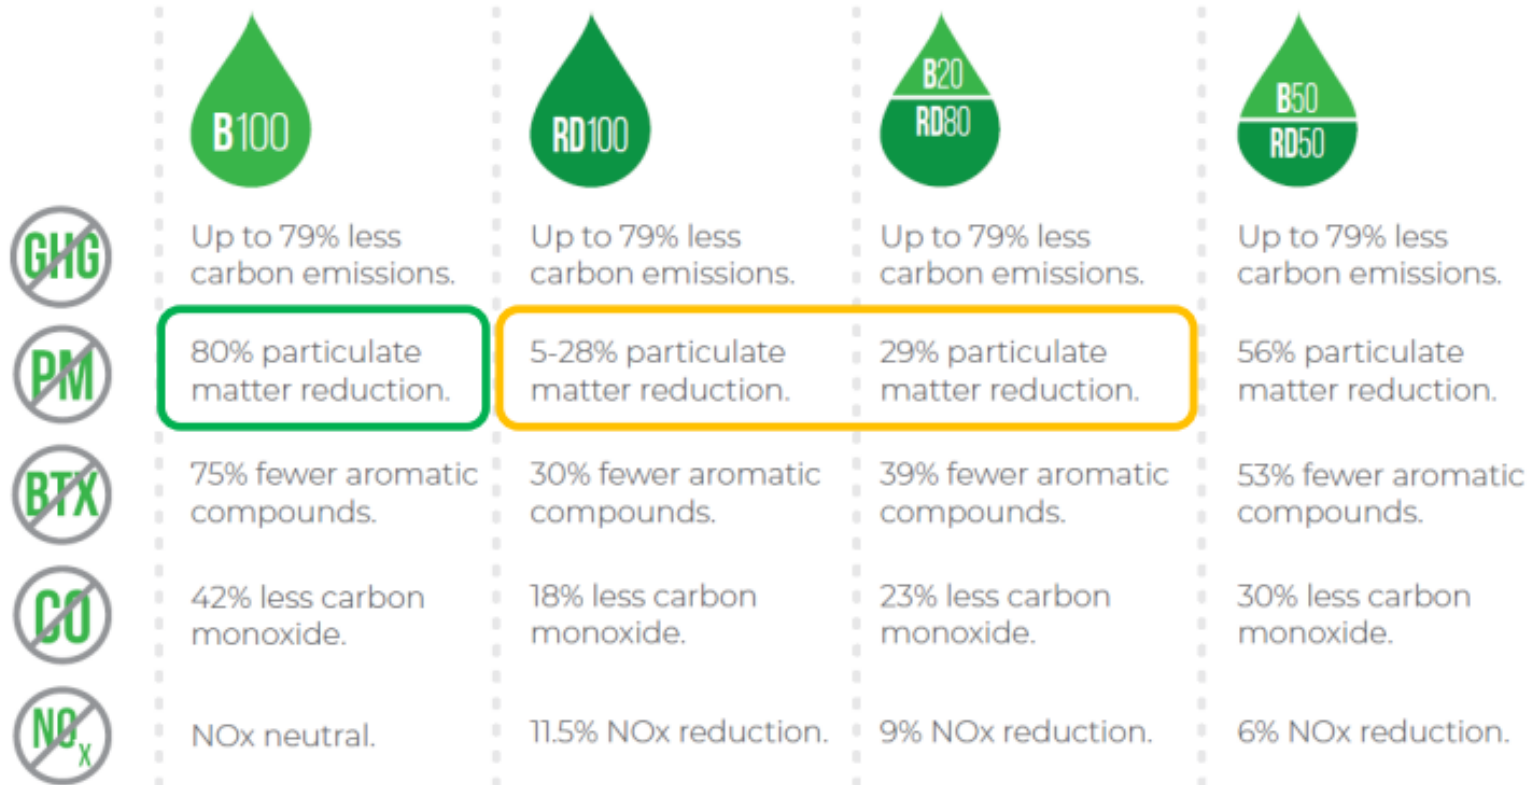 B100
RD100
B20
RD80
B50
RD50
GHG
Up to 79% less
carbon emissions.
Up to 79% less
carbon emissions.
Up to 79% less
carbon emissions.
Up to 79% less
carbon emissions.
PM
80% particulate
matter reduction.
5-28% particulate
matter reduction.
29% particulate
matter reduction.
56% particulate
matter reduction.
BTX
75% fewer aromatic
compounds.
30% fewer aromatic
compounds.
39% fewer aromatic
compounds.
53% fewer aromatic
compounds.
CO
42% less carbon
monoxide.
18% less carbon
monoxide.
23% less carbon
monoxide.
30% less carbon
monoxide.
NOx
NOx neutral.
11.5% NOx reduction.
9% NOx reduction.
6% NOx reduction.